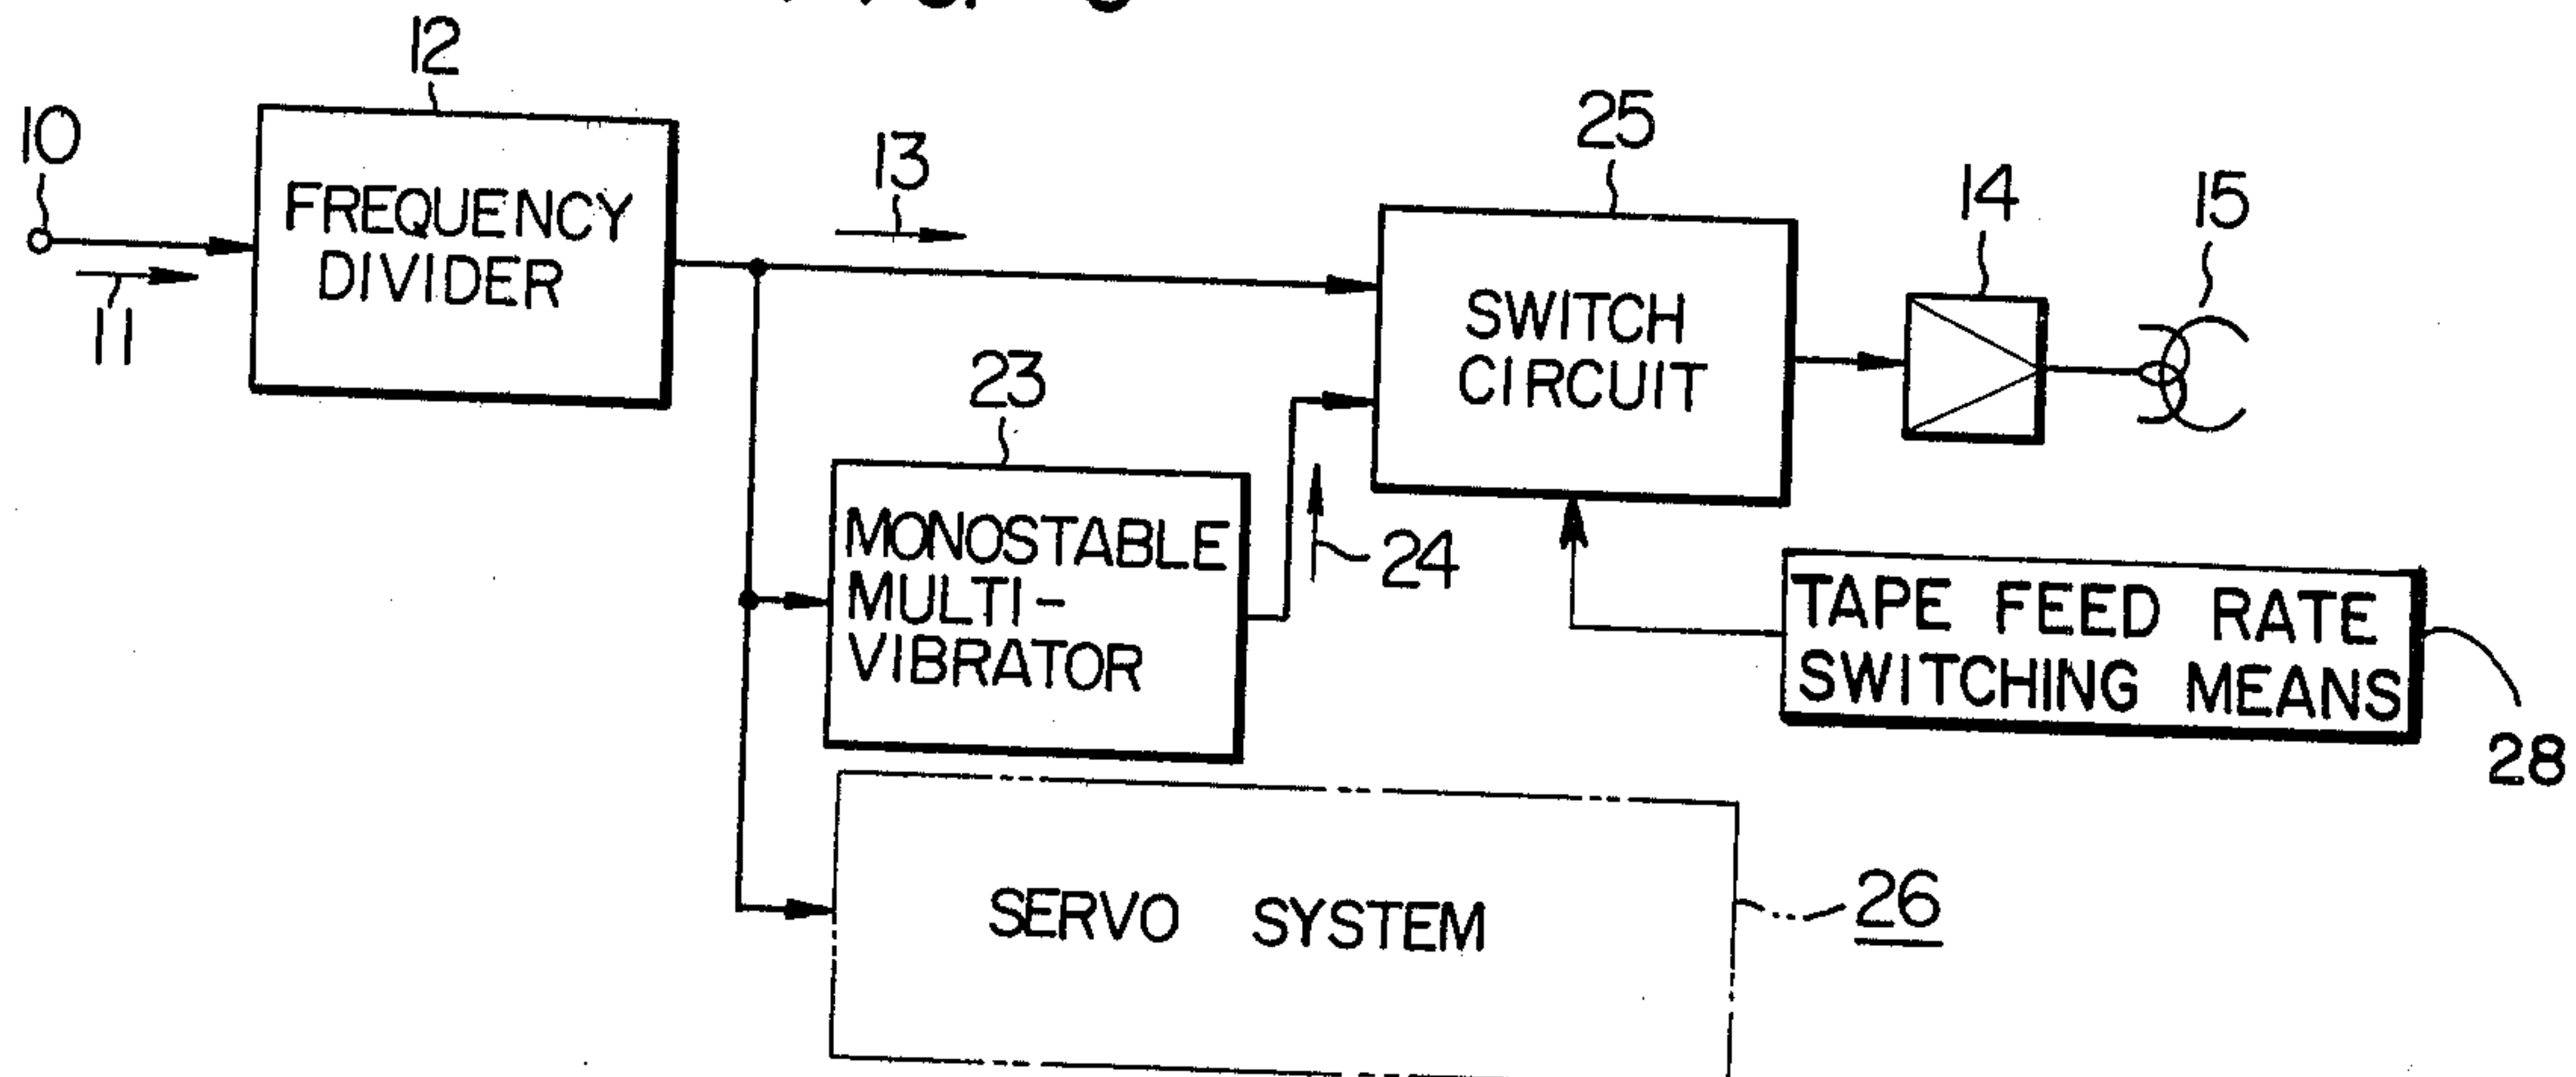 12
10
FREQUENCY
DIVIDER
11
13
25
14
15
SWITCH
CIRCUIT
23
24
MONOSTABLE
MULTI-
VIBRATOR
TAPE FEED RATE
SWITCHING MEANS
28
SERVO SYSTEM
26